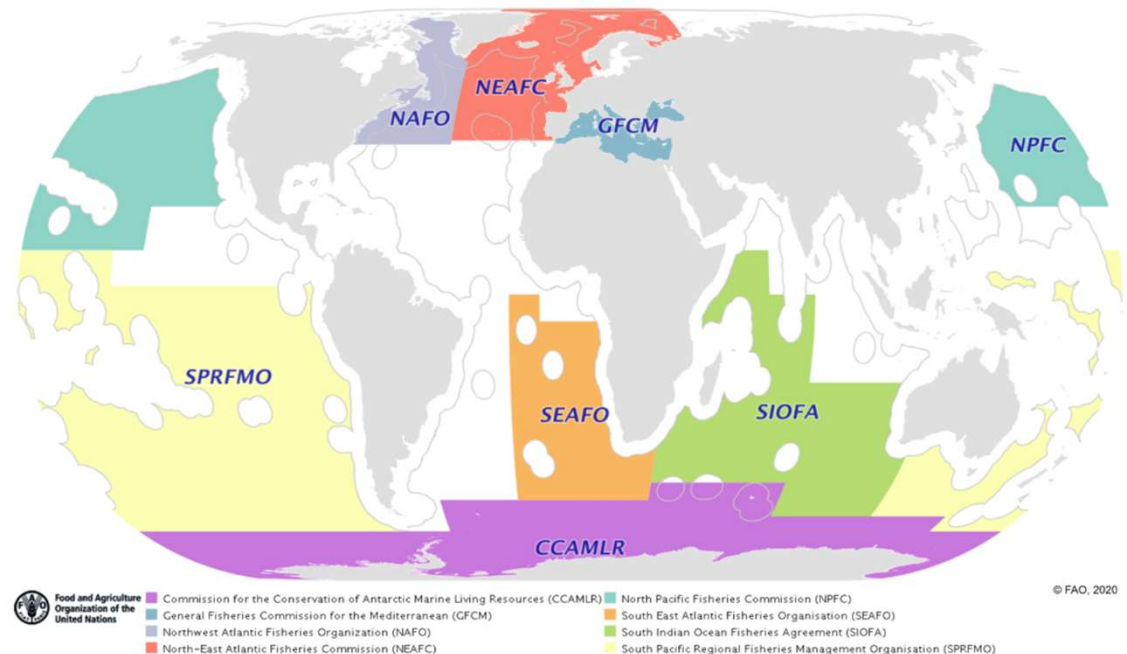 NEAFC
NAFO
GFCM
NPFC
SPRFMO
SEAFO
SIOFA
CCAMLR
FAO
FIAT PANIS
Food and Agriculture
Organization of the
United Nations
Commission for the Conservation of Antarctic Marine Living Resources (CCAMLR)
General Fisheries Commission for the Mediterranean (GFCM)
Northwest Atlantic Fisheries Organization (NAFO)
North-East Atlantic Fisheries Commission (NEAFC)
North Pacific Fisheries Commission (NPFC)
South East Atlantic Fisheries Organisation (SEAFO)
South Indian Ocean Fisheries Agreement (SIOFA)
South Pacific Regional Fisheries Management Organisation (SPRFMO)
© FAO, 2020